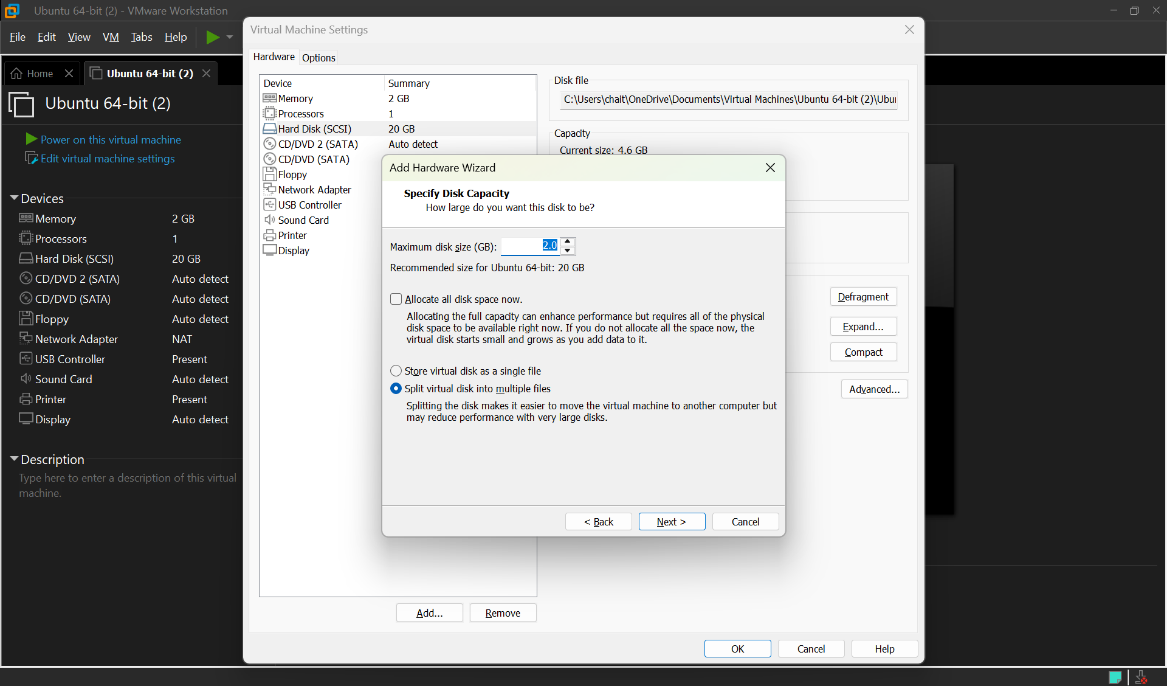 Ubuntu 64-bit (2) - VMware Workstation
File Edit View VM Tabs Help
Home
Ubuntu 64-bit (2)
Ubuntu 64-bit (2)
Power on this virtual machine
Edit virtual machine settings
Devices
Memory 2 GB
Processors 1
Hard Disk (SCSI) 20 GB
CD/DVD 2 (SATA) Auto detect
CD/DVD (SATA) Auto detect
Floppy Auto detect
Network Adapter NAT
USB Controller Present
Sound Card Auto detect
Printer Present
Display Auto detect
Description
Type here to enter a description of this virtual
machine.
Virtual Machine Settings
Hardware Options
Device Summary
Memory 2 GB
Processors 1
Hard Disk (SCSI) 20 GB
CD/DVD 2 (SATA) Auto detect
CD/DVD (SATA)
Floppy
Network Adapter
USB Controller
Sound Card
Printer
Display
Add... Remove
Disk file
C:\Users\chait\OneDrive\Documents\Virtual Machines\Ubuntu 64-bit (2)\Ubu
Capacity
Current size: 4.6 GB
Defragment
Expand...
Compact
Advanced...
OK Cancel Help
Add Hardware Wizard
Specify Disk Capacity
How large do you want this disk to be?
Maximum disk size (GB): 2.0
Recommended size for Ubuntu 64-bit: 20 GB
Allocate all disk space now.
Allocating the full capacity can enhance performance but requires all of the physical
disk space to be available right now. If you do not allocate all the space now, the
virtual disk starts small and grows as you add data to it.
Store virtual disk as a single file
Split virtual disk into multiple files
Splitting the disk makes it easier to move the virtual machine to another computer but
may reduce performance with very large disks.
< Back Next > Cancel